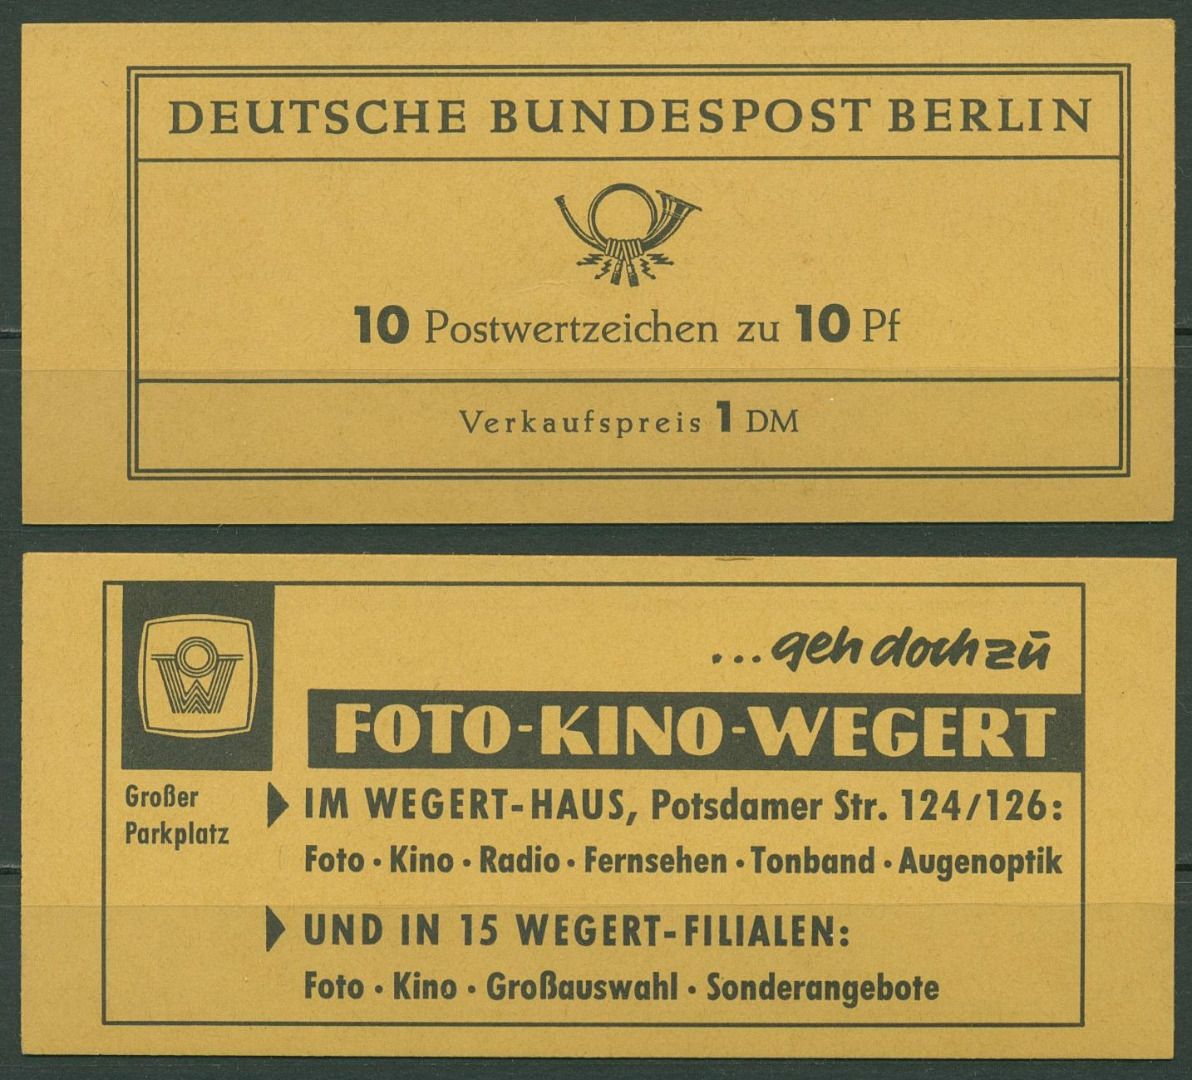 DEUTSCHE BUNDESPOST BERLIN
10 Postwertzeichen zu 10 Pf
Verkaufspreis 1 DM
...geh doch zu
FOTO-KINO-WEGERT
Großer
Parkplatz
IM WEGERT-HAUS, Potsdamer Str. 124/126:
Foto · Kino · Radio · Fernsehen · Tonband · Augenoptik
UND IN 15 WEGERT-FILIALEN:
Foto · Kino · Großauswahl · Sonderangebote